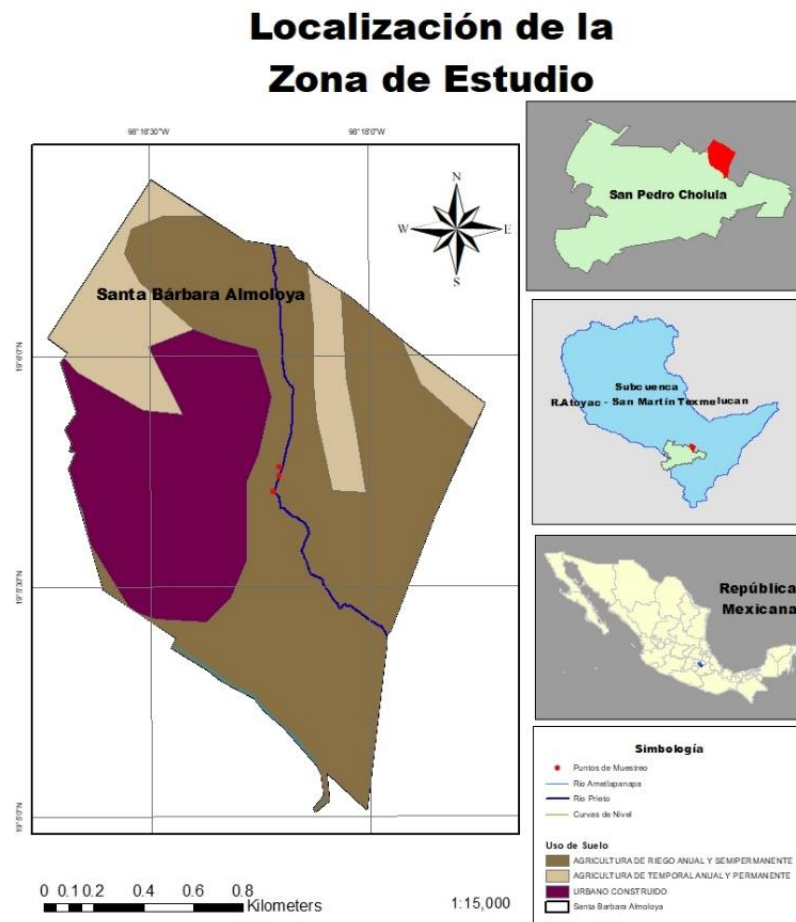 Localización de la
Zona de Estudio
98°18'30"W
98°18'0"W
N
W
E
S
Santa Bárbara Almoloya
19°6'0"N
19°5'30"N
19°5'0"N
0 0.1 0.2 0.4 0.6 0.8
Kilometers
1:15,000
San Pedro Cholula
Subcuenca
R.Atoyac - San Martín Texmelucan
República
Mexicana
Simbología
Puntos de Muestreo
Río Ametlapanapa
Río Prieto
Curvas de Nivel
Uso de Suelo
AGRICULTURA DE RIEGO ANUAL Y SEMIPERMANENTE
AGRICULTURA DE TEMPORAL ANUAL Y PERMANENTE
URBANO CONSTRUIDO
Santa Barbara Almoloya